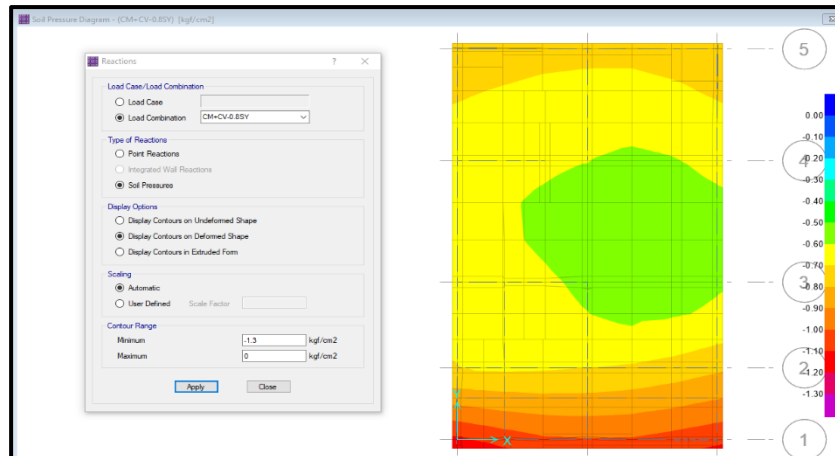 Soil Pressure Diagram - (CM+CV-0.8SY) [kgf/cm2]
Reactions
? ×
Load Case/Load Combination
Load Case
Load Combination CM+CV-0.8SY
Type of Reactions
Point Reactions
Integrated Wall Reactions
Soil Pressures
Display Options
Display Contours on Undeformed Shape
Display Contours on Deformed Shape
Display Contours in Extruded Form
Scaling
Automatic
User Defined Scale Factor
Contour Range
Minimum -1.3 kgf/cm2
Maximum 0 kgf/cm2
Apply Close
5
4
3
2
1
Y
X
0.00
-0.10
-0.20
-0.30
-0.40
-0.50
-0.60
-0.70
-0.80
-0.90
-1.00
-1.10
-1.20
-1.30